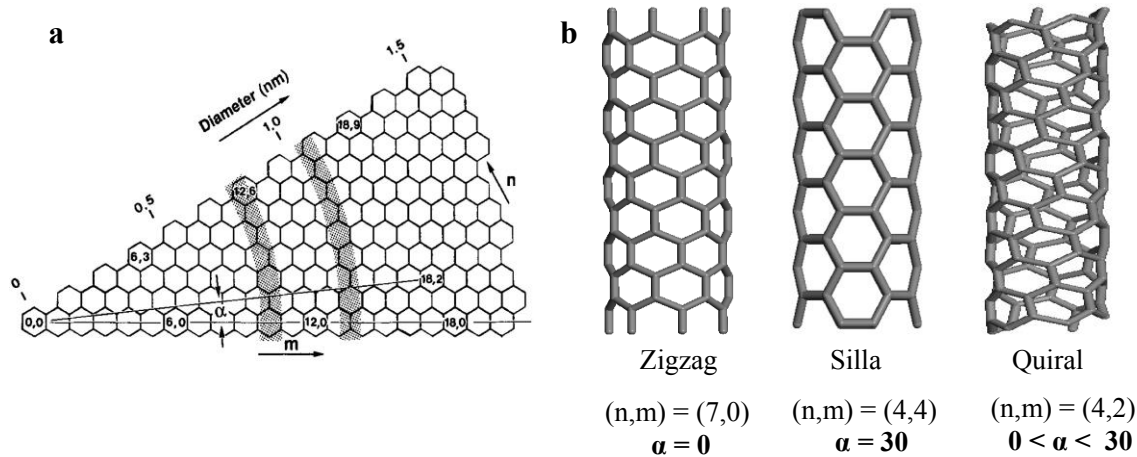 a
Diameter (nm)
0
0.5
1.0
1.5
0,0
6,0
12,0
18,0
6,3
12,6
18,9
18,2
α
m
n
b
Zigzag
(n,m) = (7,0)
α = 0
Silla
(n,m) = (4,4)
α = 30
Quiral
(n,m) = (4,2)
0 < α < 30